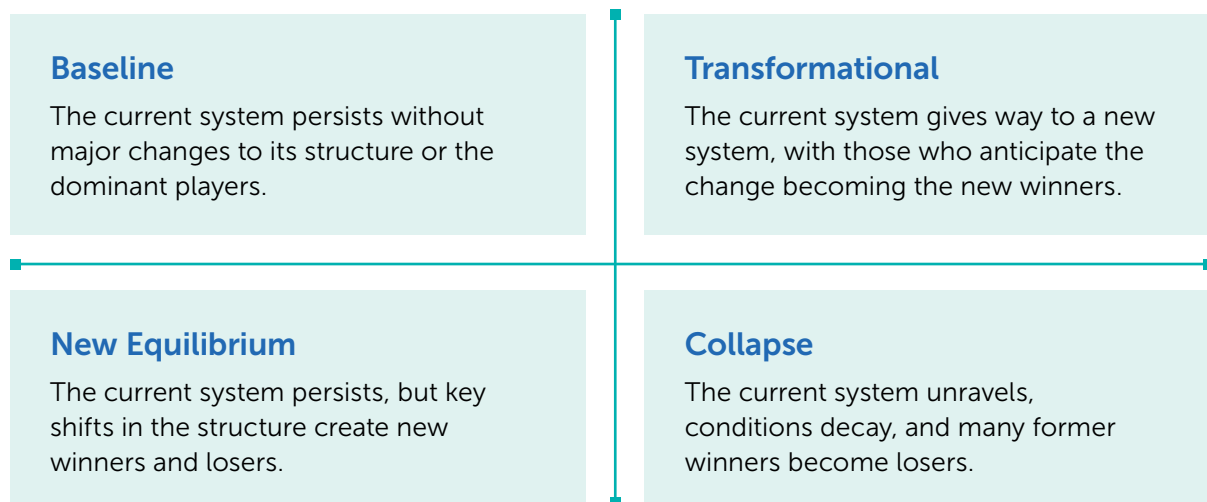 Baseline
The current system persists without
major changes to its structure or the
dominant players.
Transformational
The current system gives way to a new
system, with those who anticipate the
change becoming the new winners.
New Equilibrium
The current system persists, but key
shifts in the structure create new
winners and losers.
Collapse
The current system unravels,
conditions decay, and many former
winners become losers.